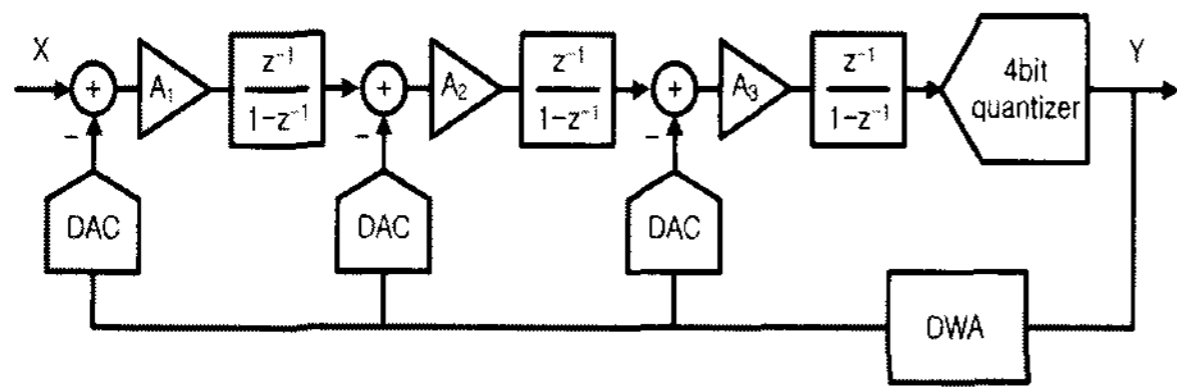 X
+
A₁
z⁻¹
1-z⁻¹
+
A₂
z⁻¹
1-z⁻¹
+
A₃
z⁻¹
1-z⁻¹
4bit
quantizer
Y
-
-
-
DAC
DAC
DAC
DWA